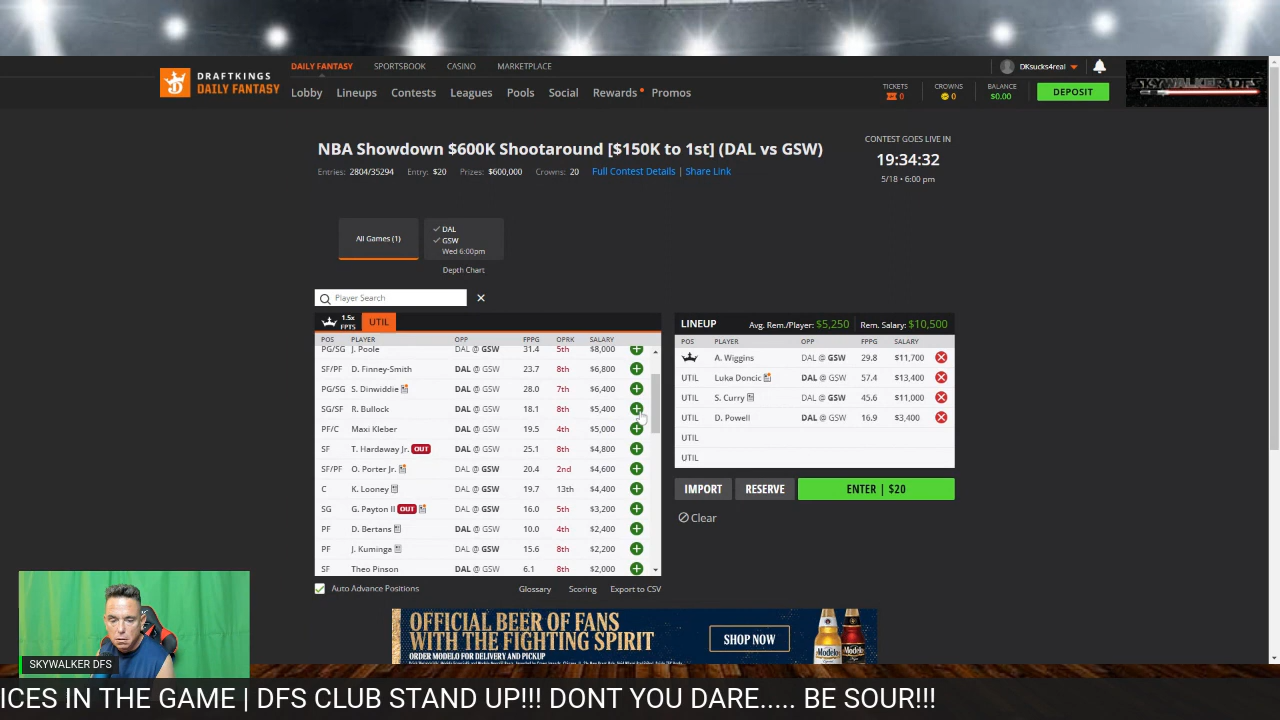 DRAFTKINGS
DAILY FANTASY
DAILY FANTASY SPORTSBOOK CASINO MARKETPLACE
Lobby Lineups Contests Leagues Pools Social Rewards Promos
DKsucks4real
TICKETS 0 CROWNS 0 BALANCE $0.00 DEPOSIT
SKYWALKER DFS
NBA Showdown $600K Shootaround [$150K to 1st] (DAL vs GSW)
Entries: 2804/35294 Entry: $20 Prizes: $600,000 Crowns: 20 Full Contest Details | Share Link
CONTEST GOES LIVE IN
19:34:32
5/18 • 6:00 pm
All Games (1)
DAL
GSW
Wed 6:00pm
Depth Chart
Player Search
1.5x FPTS UTIL
POS PLAYER OPP FPPG OPRK SALARY
PG/SG J. Poole DAL @ GSW 31.4 5th $8,000
SF/PF D. Finney-Smith DAL @ GSW 23.7 8th $6,800
PG/SG S. Dinwiddie DAL @ GSW 28.0 7th $6,400
SG/SF R. Bullock DAL @ GSW 18.1 8th $5,400
PF/C Maxi Kleber DAL @ GSW 19.5 4th $5,000
SF T. Hardaway Jr. OUT DAL @ GSW 25.1 8th $4,800
SF/PF O. Porter Jr. DAL @ GSW 20.4 2nd $4,600
C K. Looney DAL @ GSW 19.7 13th $4,400
SG G. Payton II OUT DAL @ GSW 16.0 5th $3,200
PF D. Bertans DAL @ GSW 10.0 4th $2,400
PF J. Kuminga DAL @ GSW 15.6 8th $2,200
SF Theo Pinson DAL @ GSW 6.1 8th $2,000
Auto Advance Positions Glossary Scoring Export to CSV
LINEUP Avg. Rem./Player: $5,250 Rem. Salary: $10,500
POS PLAYER OPP FPPG SALARY
A. Wiggins DAL @ GSW 29.8 $11,700
UTIL Luka Doncic DAL @ GSW 57.4 $13,400
UTIL S. Curry DAL @ GSW 45.6 $11,000
UTIL D. Powell DAL @ GSW 16.9 $3,400
UTIL
UTIL
IMPORT RESERVE ENTER | $20
Clear
OFFICIAL BEER OF FANS
WITH THE FIGHTING SPIRIT
ORDER MODELO FOR DELIVERY AND PICKUP
SHOP NOW
Modelo
SKYWALKER DFS
ICES IN THE GAME | DFS CLUB STAND UP!!! DONT YOU DARE..... BE SOUR!!!